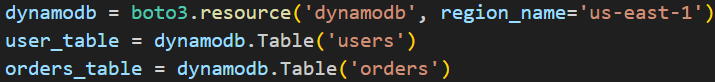 dynamodb = boto3.resource('dynamodb', region_name='us-east-1')
user_table = dynamodb.Table('users')
orders_table = dynamodb.Table('orders')